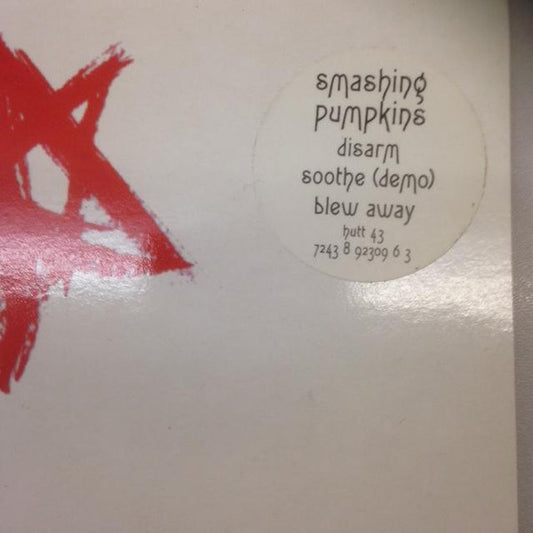 smashing
pumpkins
disarm
soothe (demo)
blew away
hutt 43
7243 8 92309 6 3